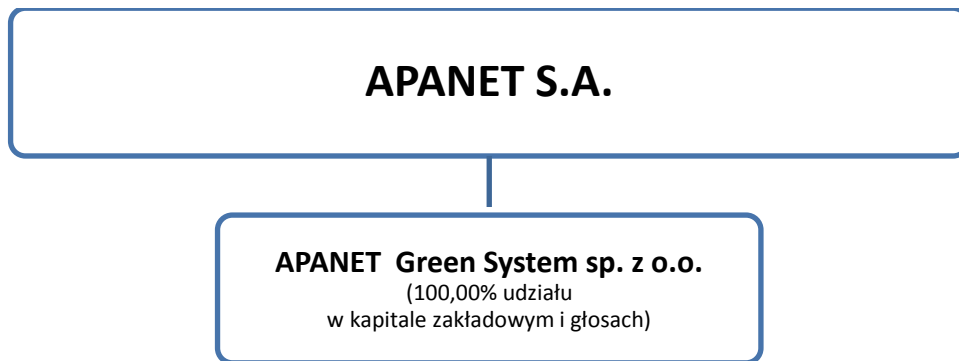 APANET S.A.
APANET Green System sp. z o.o.
(100,00% udziału
w kapitale zakładowym i głosach)